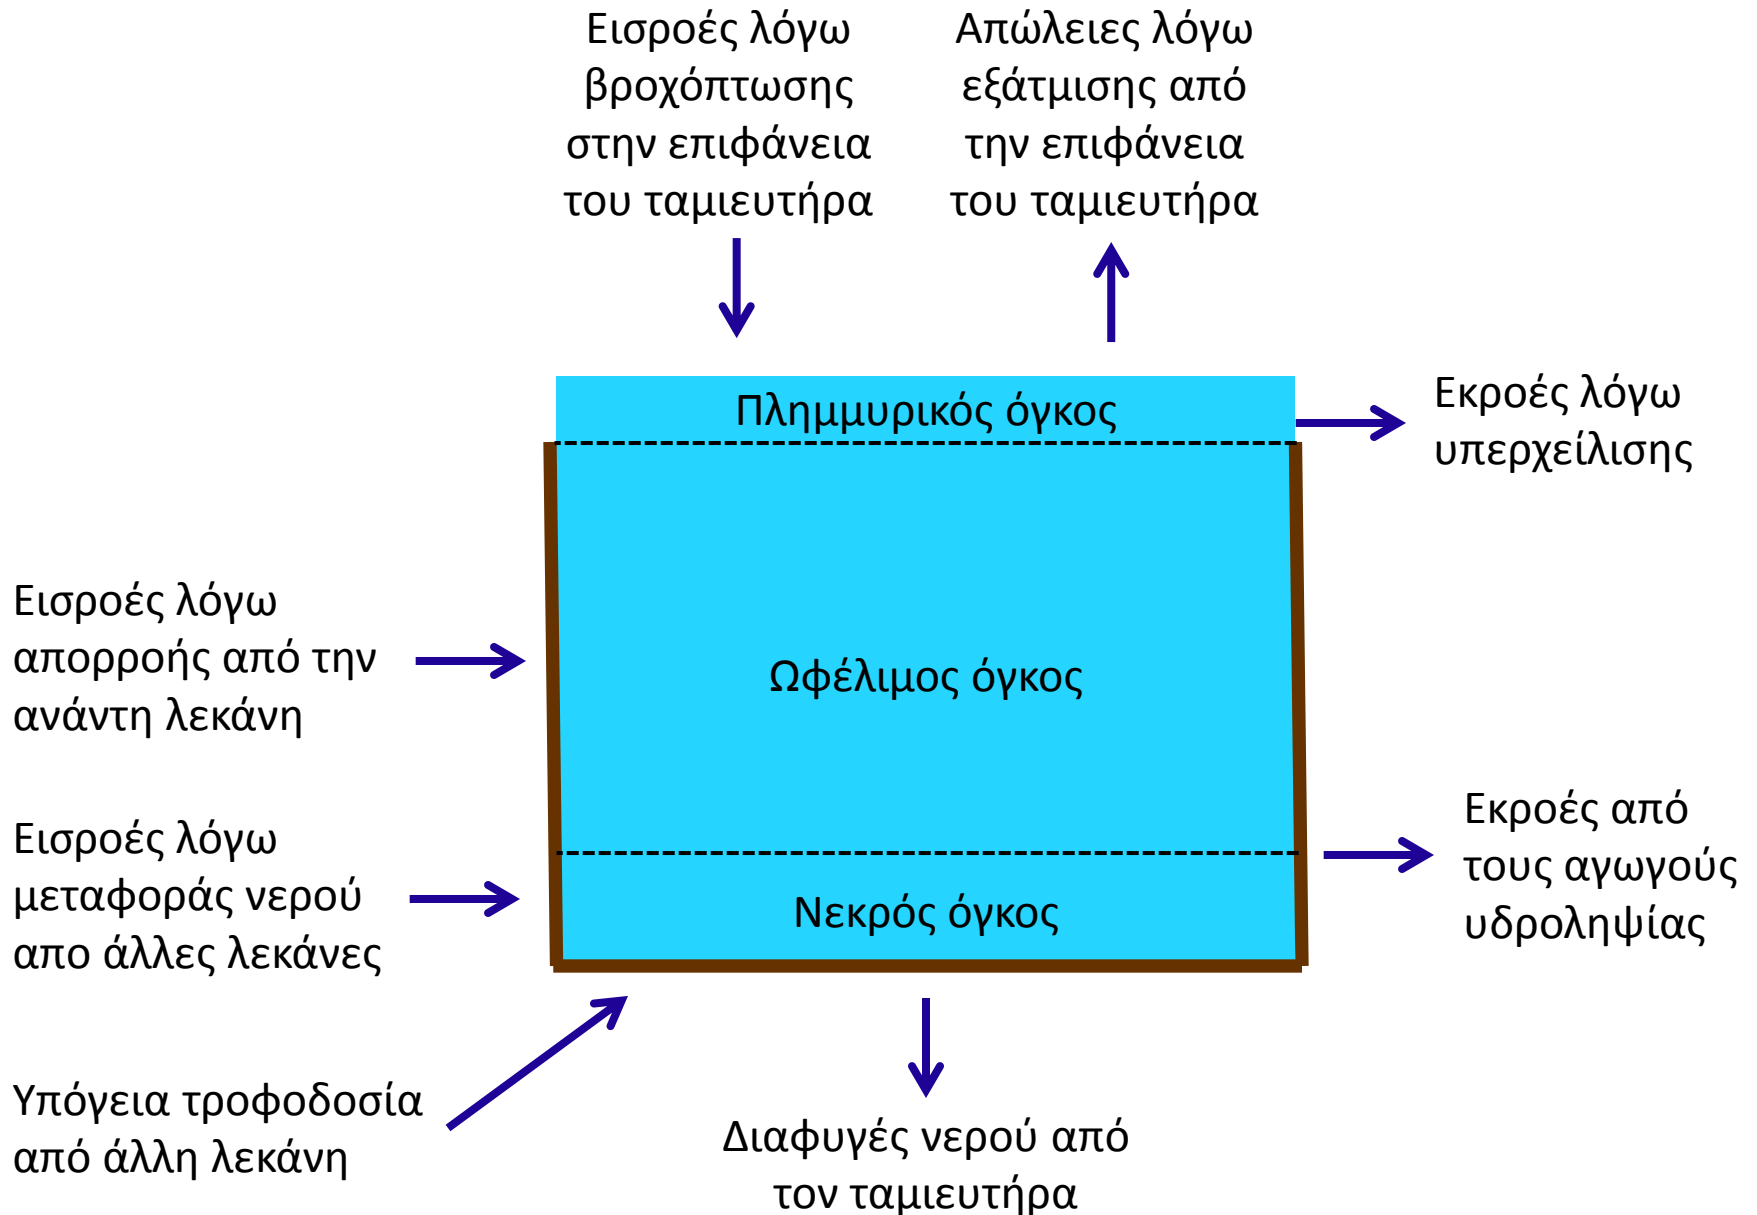 Εισροές λόγω
βροχόπτωσης
στην επιφάνεια
του ταμιευτήρα
Απώλειες λόγω
εξάτμισης από
την επιφάνεια
του ταμιευτήρα
Πλημμυρικός όγκος
Εκροές λόγω
υπερχείλισης
Εισροές λόγω
απορροής από την
ανάντη λεκάνη
Ωφέλιμος όγκος
Εισροές λόγω
μεταφοράς νερού
απο άλλες λεκάνες
Νεκρός όγκος
Εκροές από
τους αγωγούς
υδροληψίας
Υπόγεια τροφοδοσία
από άλλη λεκάνη
Διαφυγές νερού από
τον ταμιευτήρα